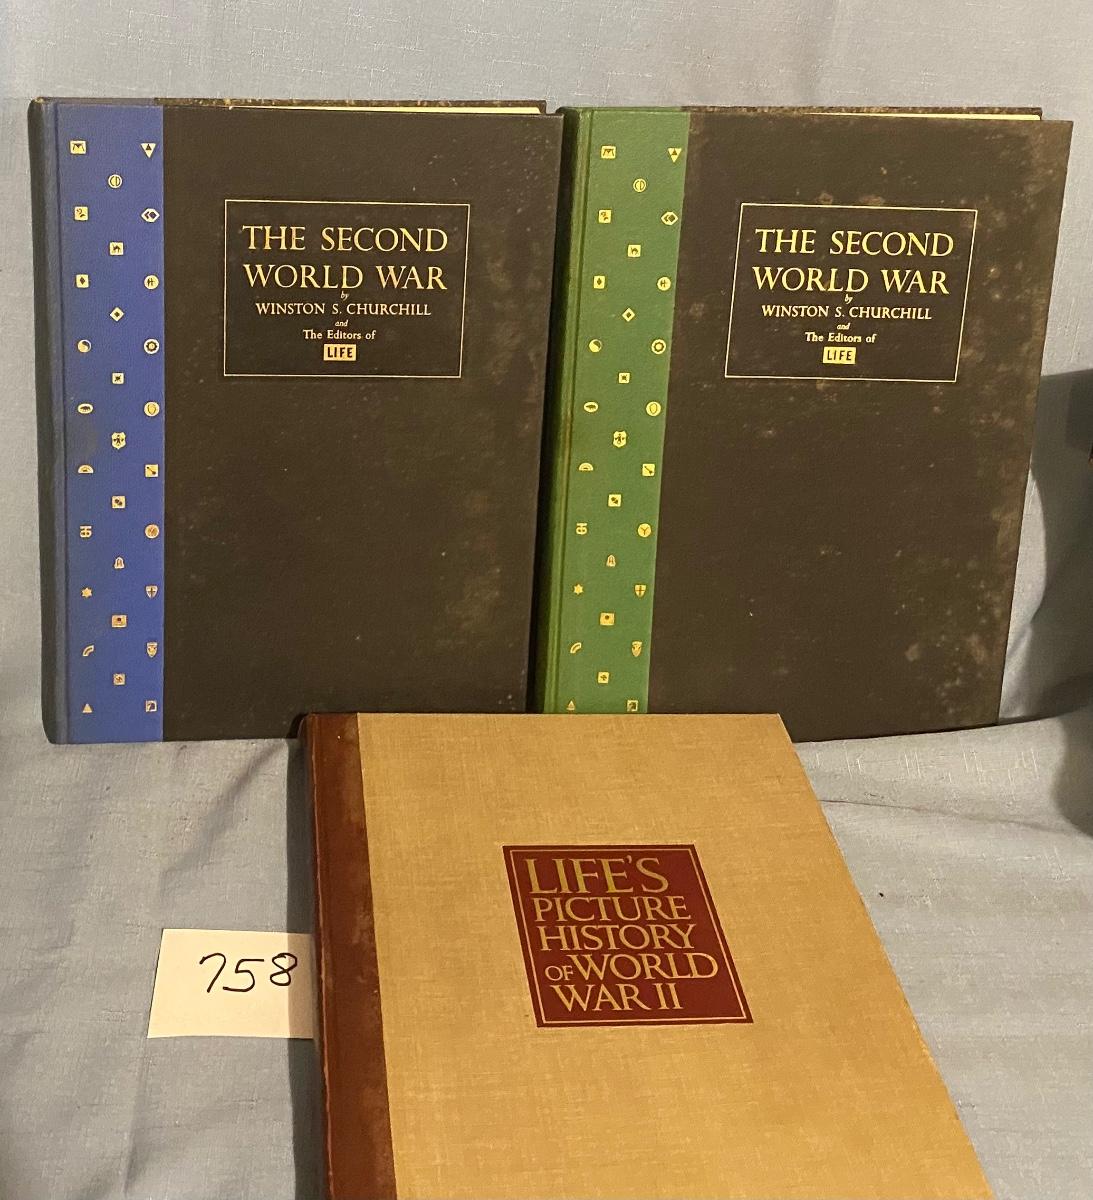 THE SECOND
WORLD WAR
by
WINSTON S. CHURCHILL
and
The Editors of
LIFE
THE SECOND
WORLD WAR
by
WINSTON S. CHURCHILL
and
The Editors of
LIFE
LIFE'S
PICTURE
HISTORY
OF WORLD
WAR II
758